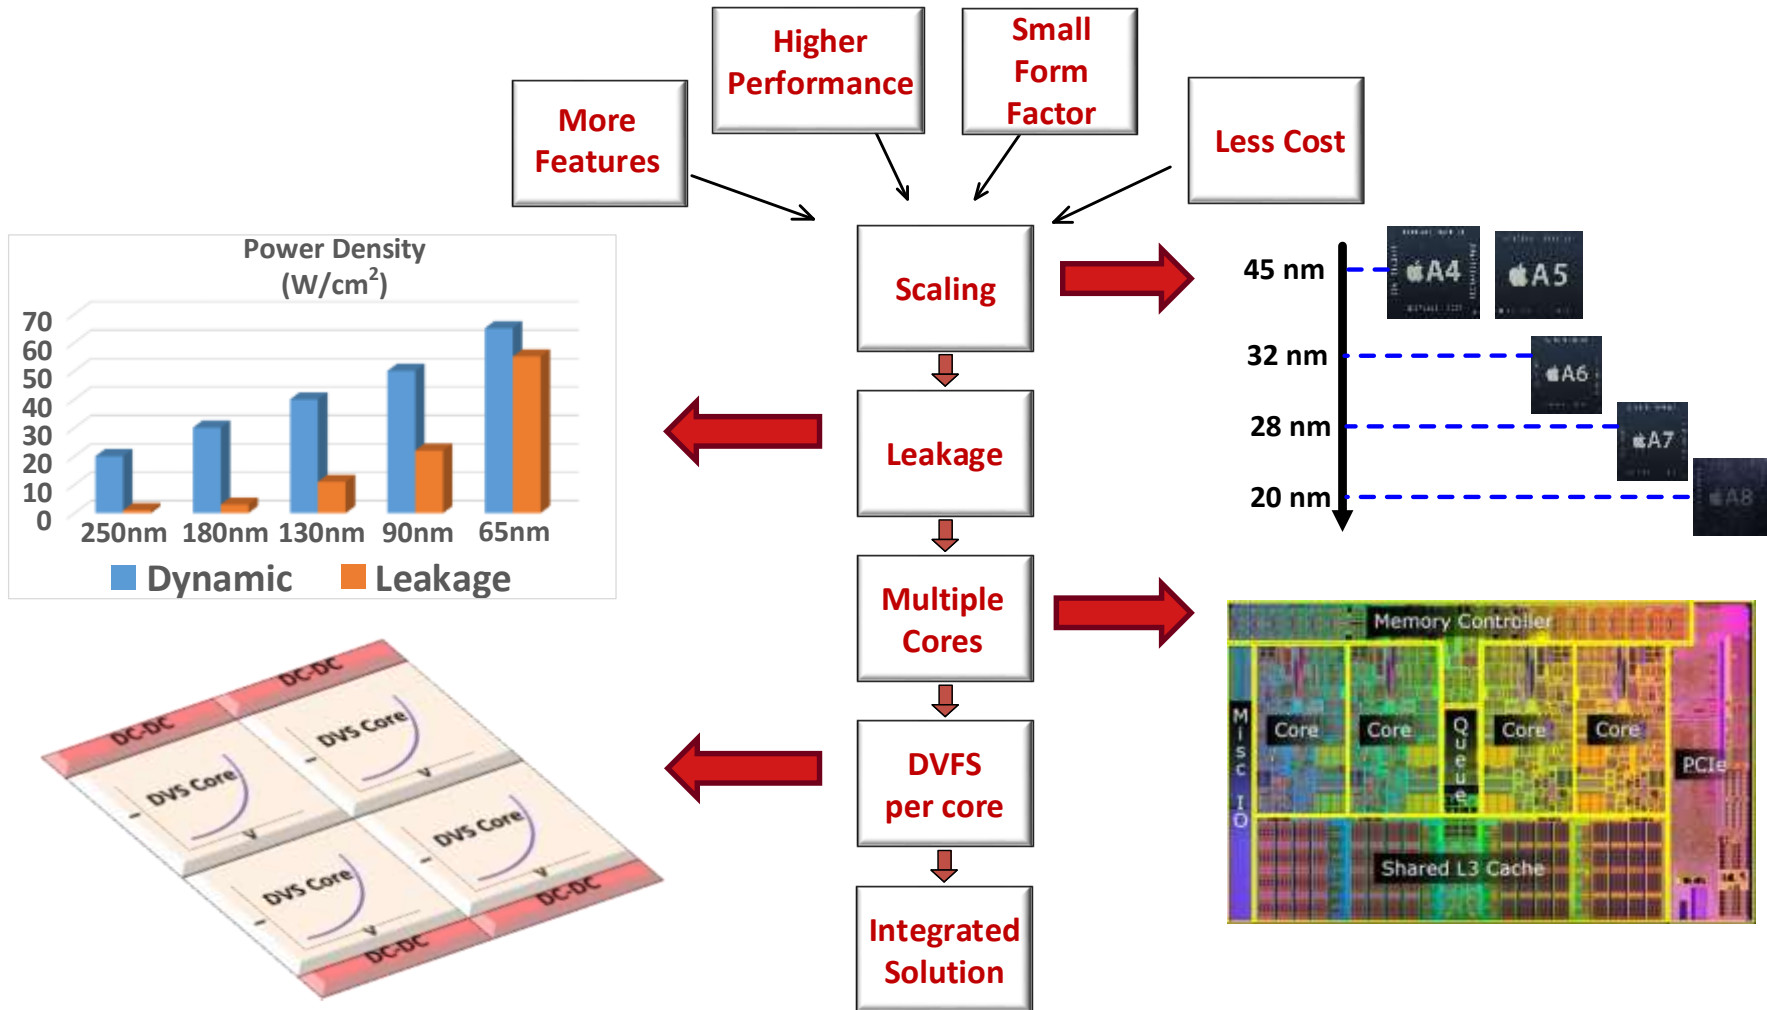 More
Features
Higher
Performance
Small
Form
Factor
Less Cost
Scaling
Leakage
Multiple
Cores
DVFS
per core
Integrated
Solution
Power Density
(W/cm²)
70
60
50
40
30
20
10
0
250nm 180nm 130nm 90nm 65nm
Dynamic Leakage
45 nm
A4
A5
32 nm
A6
28 nm
A7
20 nm
A8
DC-DC
DC-DC
DVS Core
I
V
DVS Core
I
V
DVS Core
I
V
DVS Core
I
V
DC-DC
DC-DC
Memory Controller
Misc IO
Core
Core
Queue
Core
Core
PCIe
Shared L3 Cache